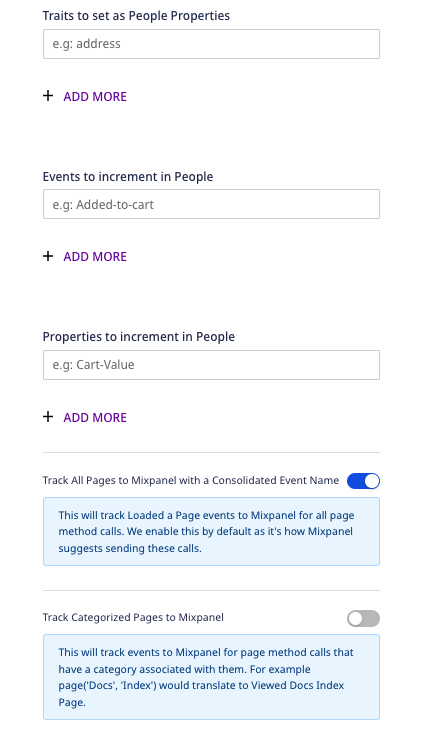 Traits to set as People Properties
e.g: address
+ ADD MORE
Events to increment in People
e.g: Added-to-cart
+ ADD MORE
Properties to increment in People
e.g: Cart-Value
+ ADD MORE
Track All Pages to Mixpanel with a Consolidated Event Name
This will track Loaded a Page events to Mixpanel for all page
method calls. We enable this by default as it's how Mixpanel
suggests sending these calls.
Track Categorized Pages to Mixpanel
This will track events to Mixpanel for page method calls that
have a category associated with them. For example
page('Docs', 'Index') would translate to Viewed Docs Index
Page.